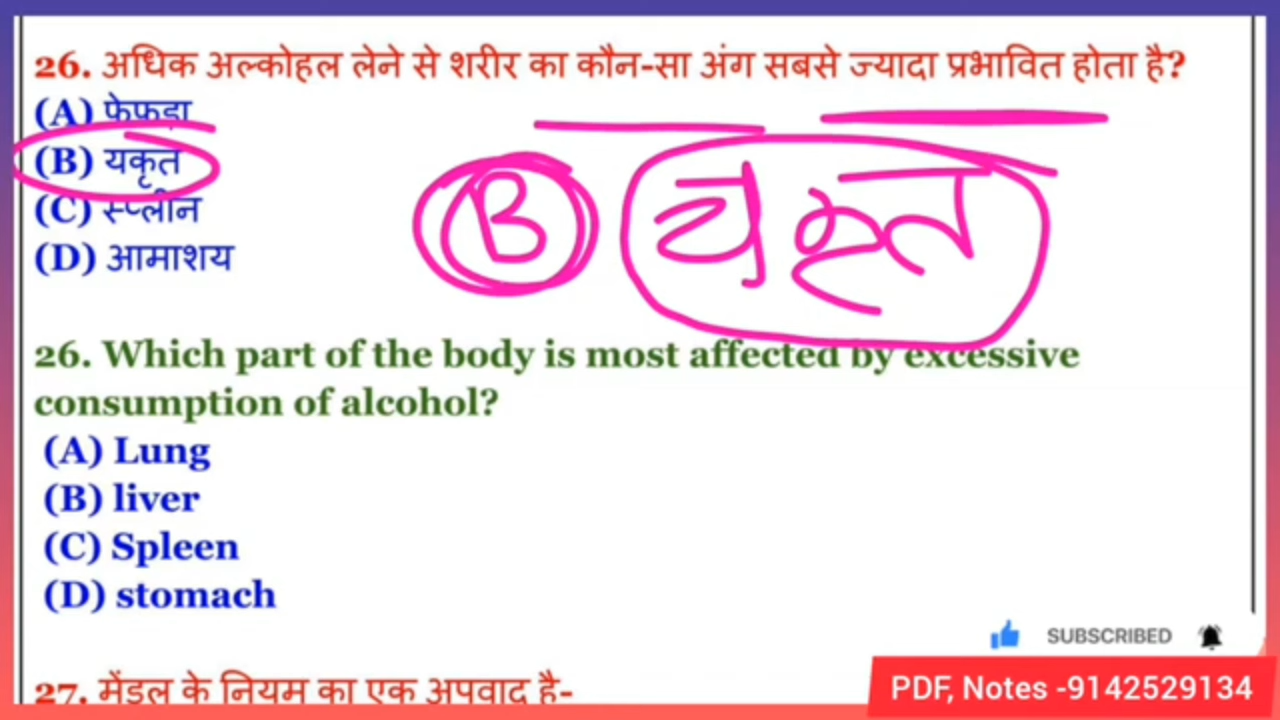 26. अधिक अल्कोहल लेने से शरीर का कौन-सा अंग सबसे ज्यादा प्रभावित होता है?
(A) फेफड़ा
(B) यकृत
(C) स्प्लीन
(D) आमाशय
B यकृत
26. Which part of the body is most affected by excessive
consumption of alcohol?
(A) Lung
(B) liver
(C) Spleen
(D) stomach
SUBSCRIBED
27. मेंडल के नियम का एक अपवाद है-
PDF, Notes -9142529134